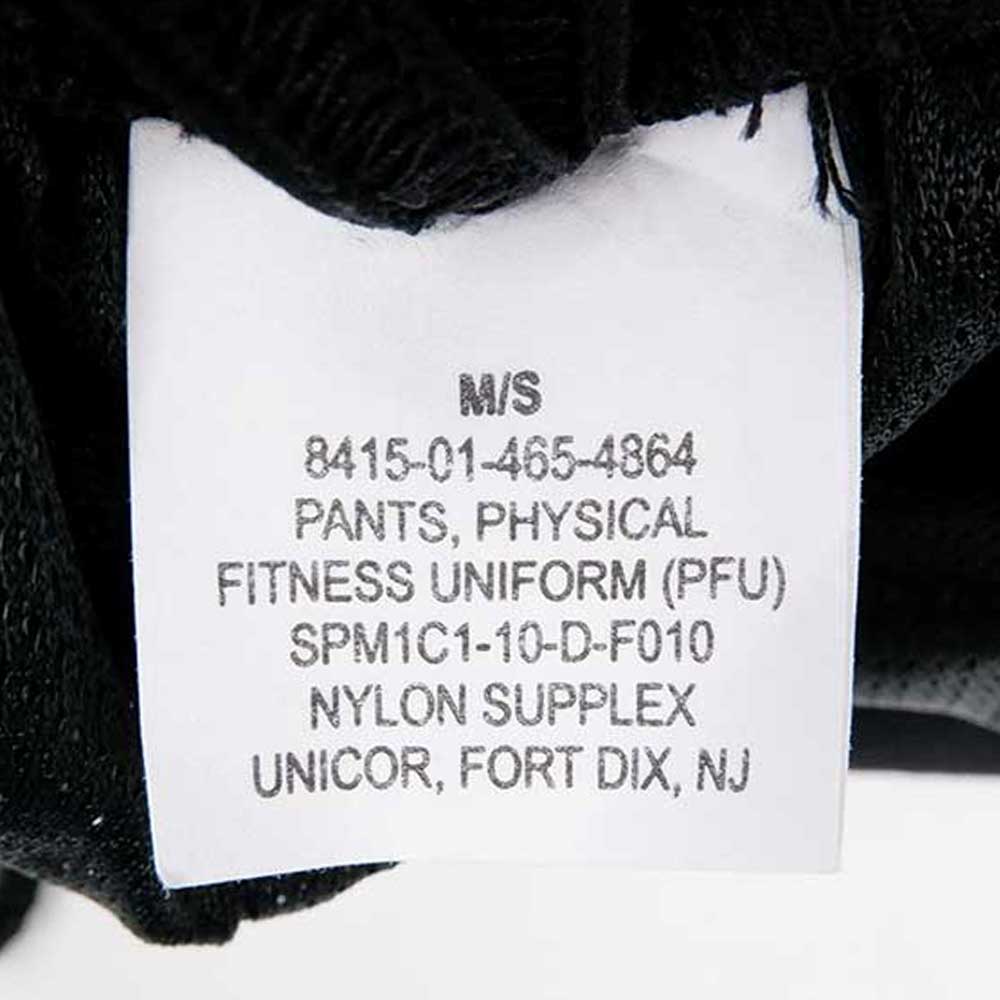 M/S
8415-01-465-4864
PANTS, PHYSICAL
FITNESS UNIFORM (PFU)
SPM1C1-10-D-F010
NYLON SUPPLEX
UNICOR, FORT DIX, NJ